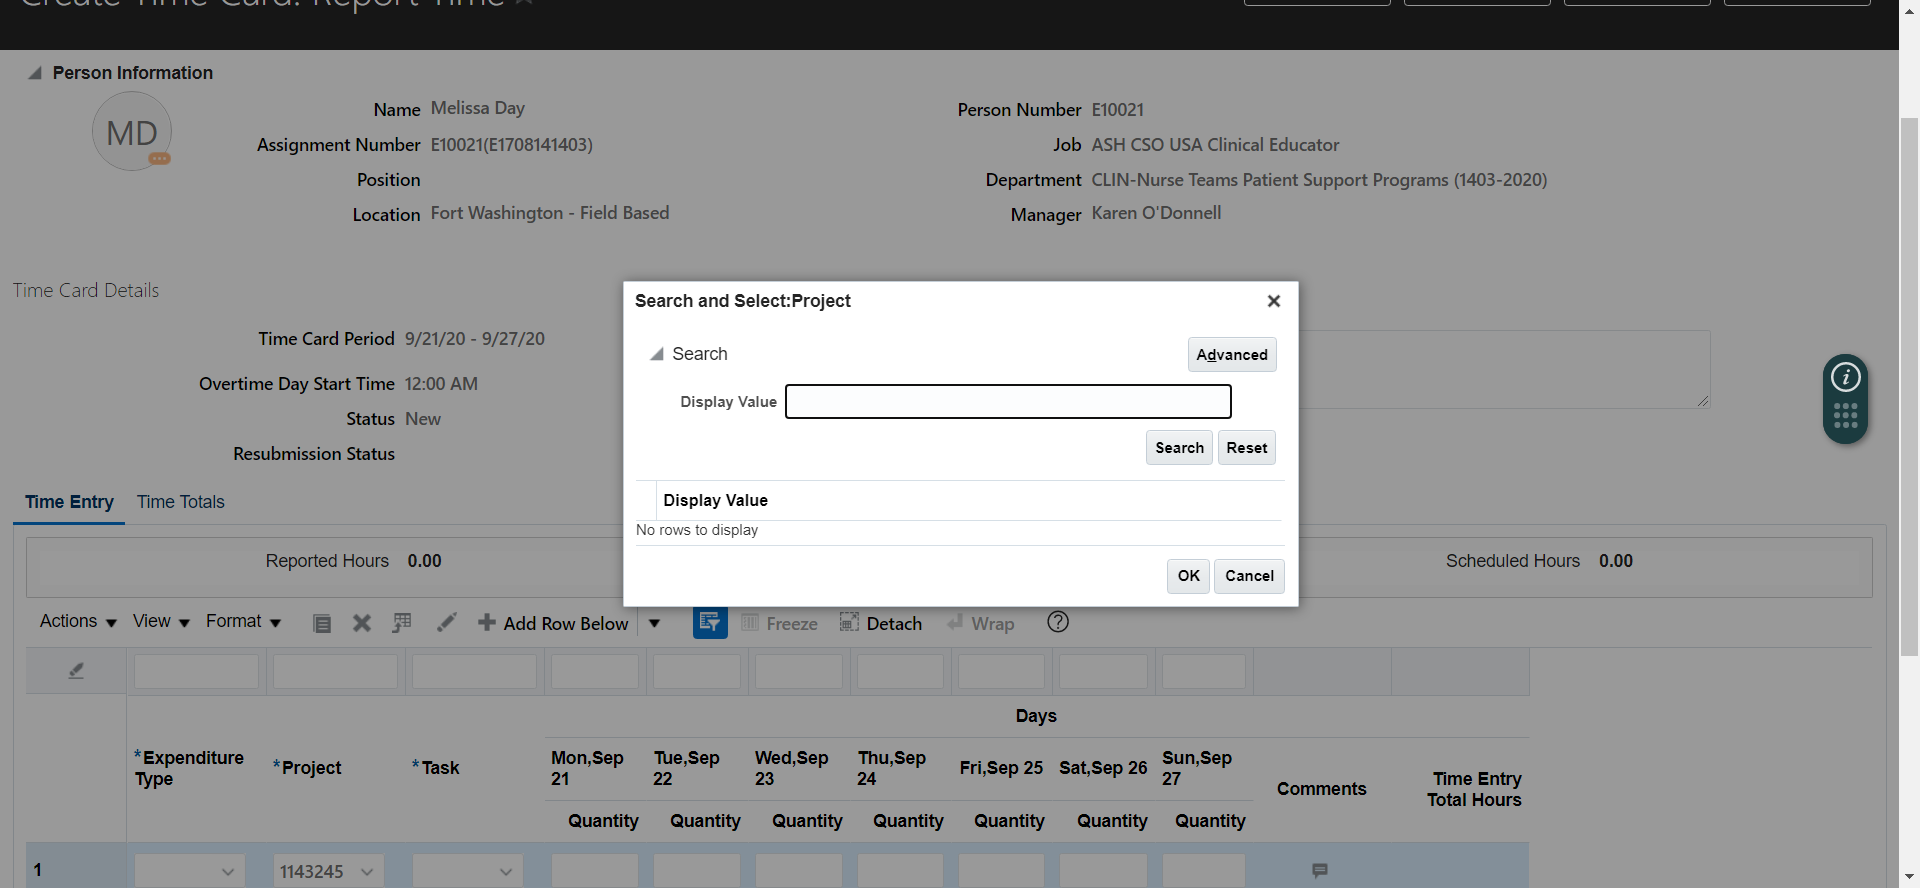 Create Time Card: Report Time
Person Information
MD
Name Melissa Day
Assignment Number E10021(E1708141403)
Position
Location Fort Washington - Field Based
Person Number E10021
Job ASH CSO USA Clinical Educator
Department CLIN-Nurse Teams Patient Support Programs (1403-2020)
Manager Karen O'Donnell
Time Card Details
Time Card Period 9/21/20 - 9/27/20
Overtime Day Start Time 12:00 AM
Status New
Resubmission Status
Search and Select:Project
Search
Advanced
Display Value
Search Reset
Display Value
No rows to display
OK Cancel
Time Entry Time Totals
Reported Hours 0.00
Scheduled Hours 0.00
Actions View Format Add Row Below Freeze Detach Wrap
Days
*Expenditure Type
*Project
*Task
Mon,Sep 21
Tue,Sep 22
Wed,Sep 23
Thu,Sep 24
Fri,Sep 25
Sat,Sep 26
Sun,Sep 27
Comments
Time Entry Total Hours
Quantity Quantity Quantity Quantity Quantity Quantity Quantity
1 1143245